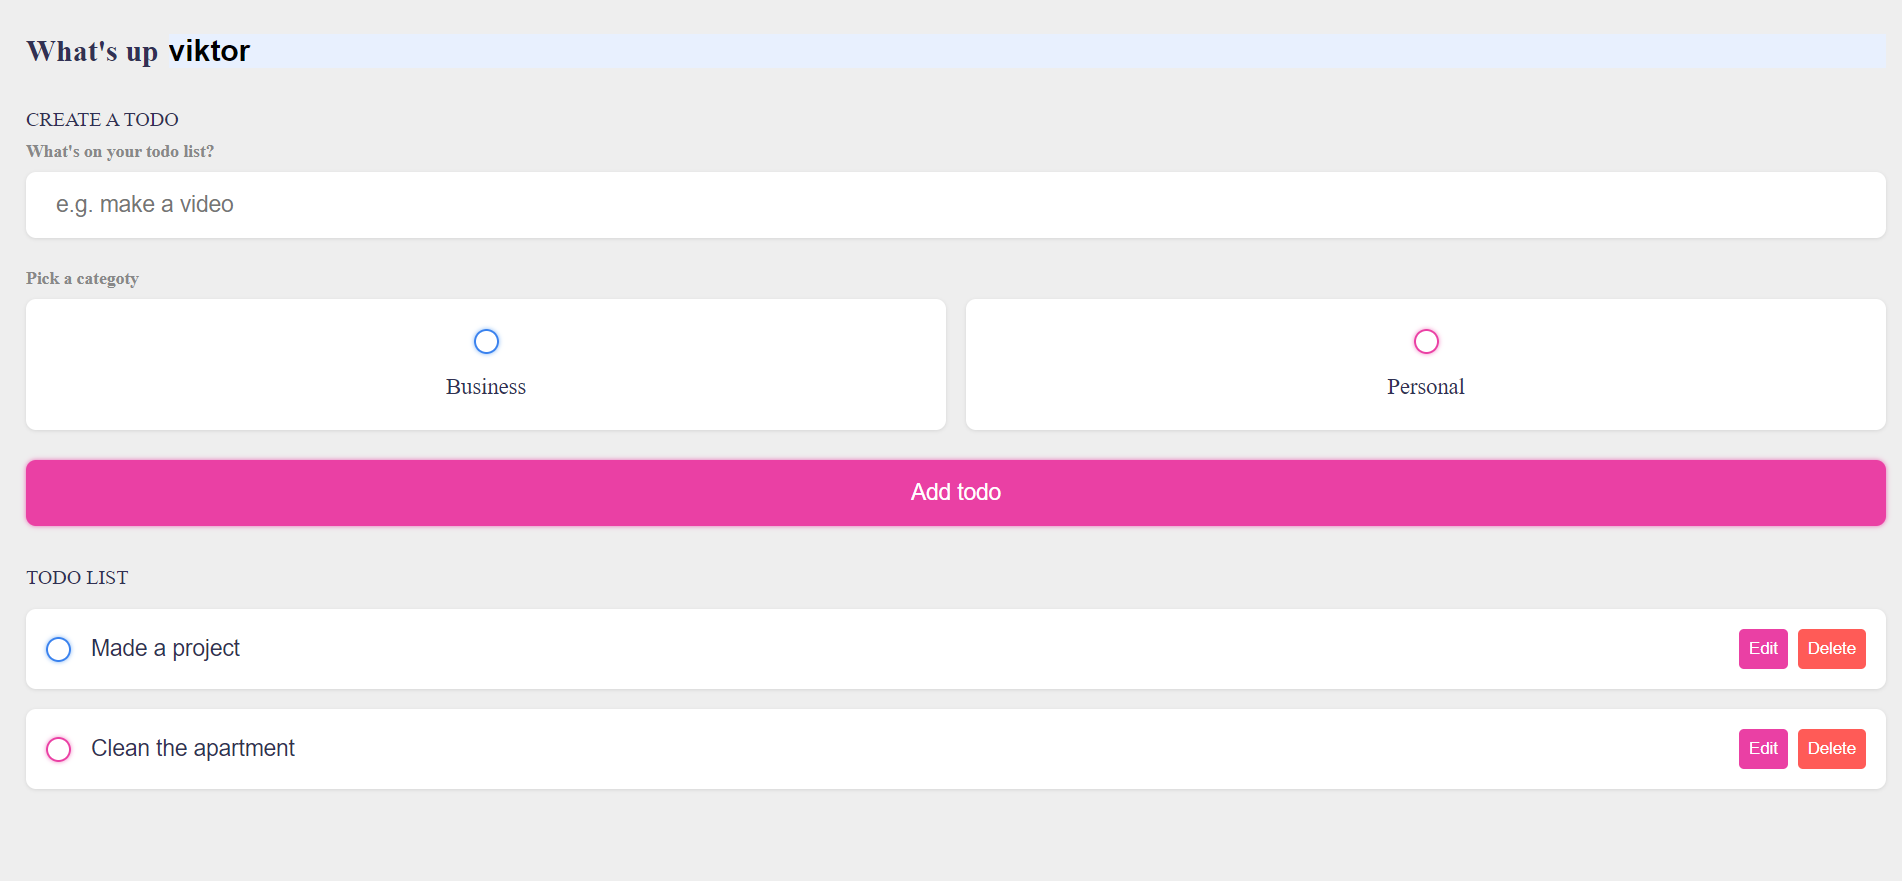 What's up viktor
CREATE A TODO
What's on your todo list?
e.g. make a video
Pick a categoty
Business
Personal
Add todo
TODO LIST
Made a project
Edit
Delete
Clean the apartment
Edit
Delete